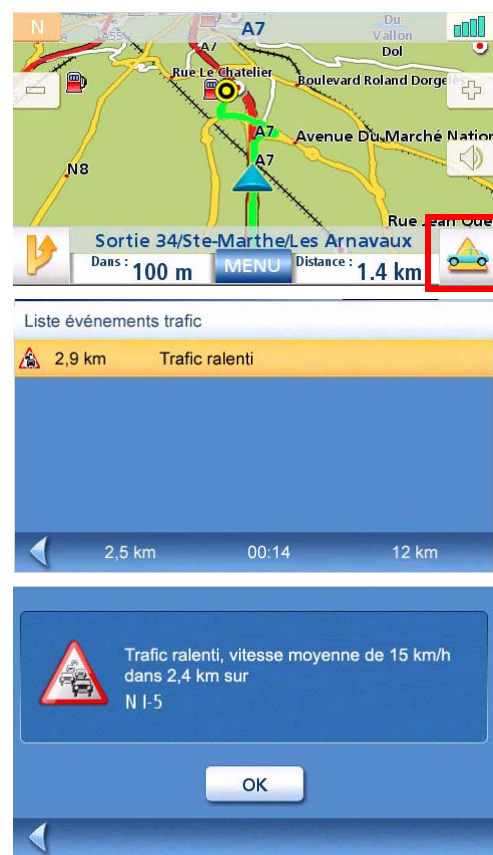 N
A55
8
A7
A7
Du
Vallon
Dol
Rue Le Chatelier
Boulevard Roland Dorgelès
A7
Avenue Du Marché Nation
A7
N8
Rue Jean Que
Sortie 34/Ste-Marthe/Les Arnavaux
Dans : 100 m
MENU
Distance : 1.4 km
Liste événements trafic
2,9 km Trafic ralenti
2,5 km 00:14 12 km
Trafic ralenti, vitesse moyenne de 15 km/h
dans 2,4 km sur
N I-5
OK